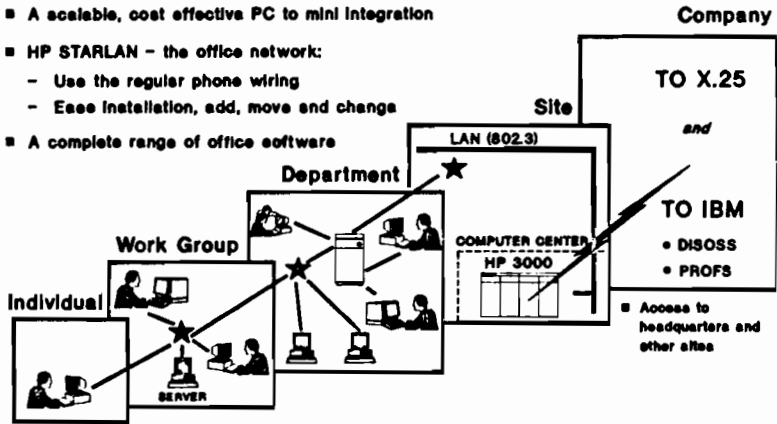 ■ A scalable, cost effective PC to mini integration
■ HP STARLAN - the office network:
- Use the regular phone wiring
- Ease installation, add, move and change
■ A complete range of office software
Company
TO X.25
and
TO IBM
• DISOSS
• PROFS
Site
LAN (802.3)
COMPUTER CENTER
HP 3000
Department
Work Group
SERVER
Individual
■ Access to
headquarters and
other sites